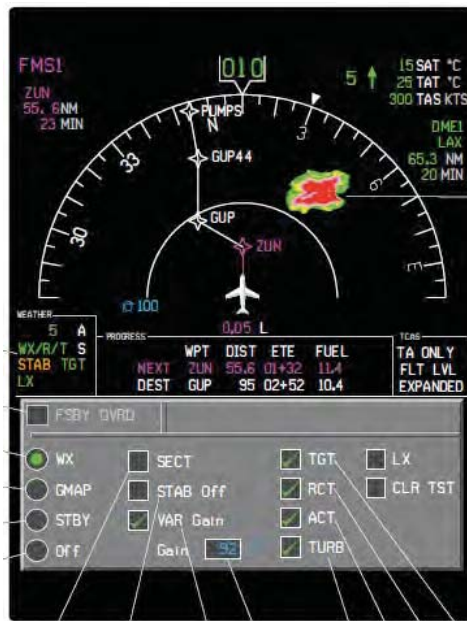 FMS1
010
5
15 SAT °C
25 TAT °C
300 TAS KTS
ZUN
55.6NM
23 MIN
DME1
LAX
65.3 NM
20 MIN
PUMPS
N
3
33
GUP44
6
GUP
30
ZUN
E
100
0.05 L
WEATHER
5 A
WX/R/T S
STAB TGT
LX
PROGRESS
WPT DIST ETE FUEL
NEXT ZUN 55.6 01+32 11.4
DEST GUP 95 02+52 10.4
TCAS
TA ONLY
FLT LVL
EXPANDED
FSBY OVRD
WX SECT TGT LX
GMAP STAB Off RCT CLR TST
STBY VAR Gain ACT
Off Gain 92 TURB